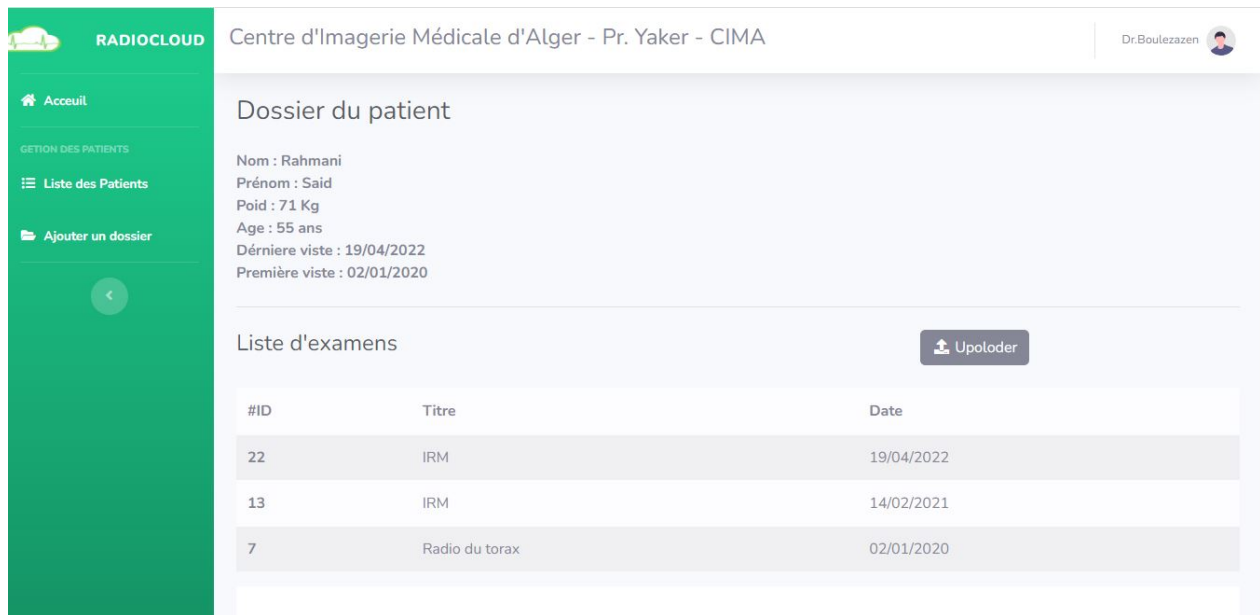 RADIOCLOUD
Centre d'Imagerie Médicale d'Alger - Pr. Yaker - CIMA
Dr.Boulezazen
Acceuil
GETION DES PATIENTS
Liste des Patients
Ajouter un dossier
Dossier du patient
Nom : Rahmani
Prénom : Said
Poid : 71 Kg
Age : 55 ans
Dérniere viste : 19/04/2022
Première viste : 02/01/2020
Liste d'examens
Upoloder
#ID Titre Date
22 IRM 19/04/2022
13 IRM 14/02/2021
7 Radio du torax 02/01/2020